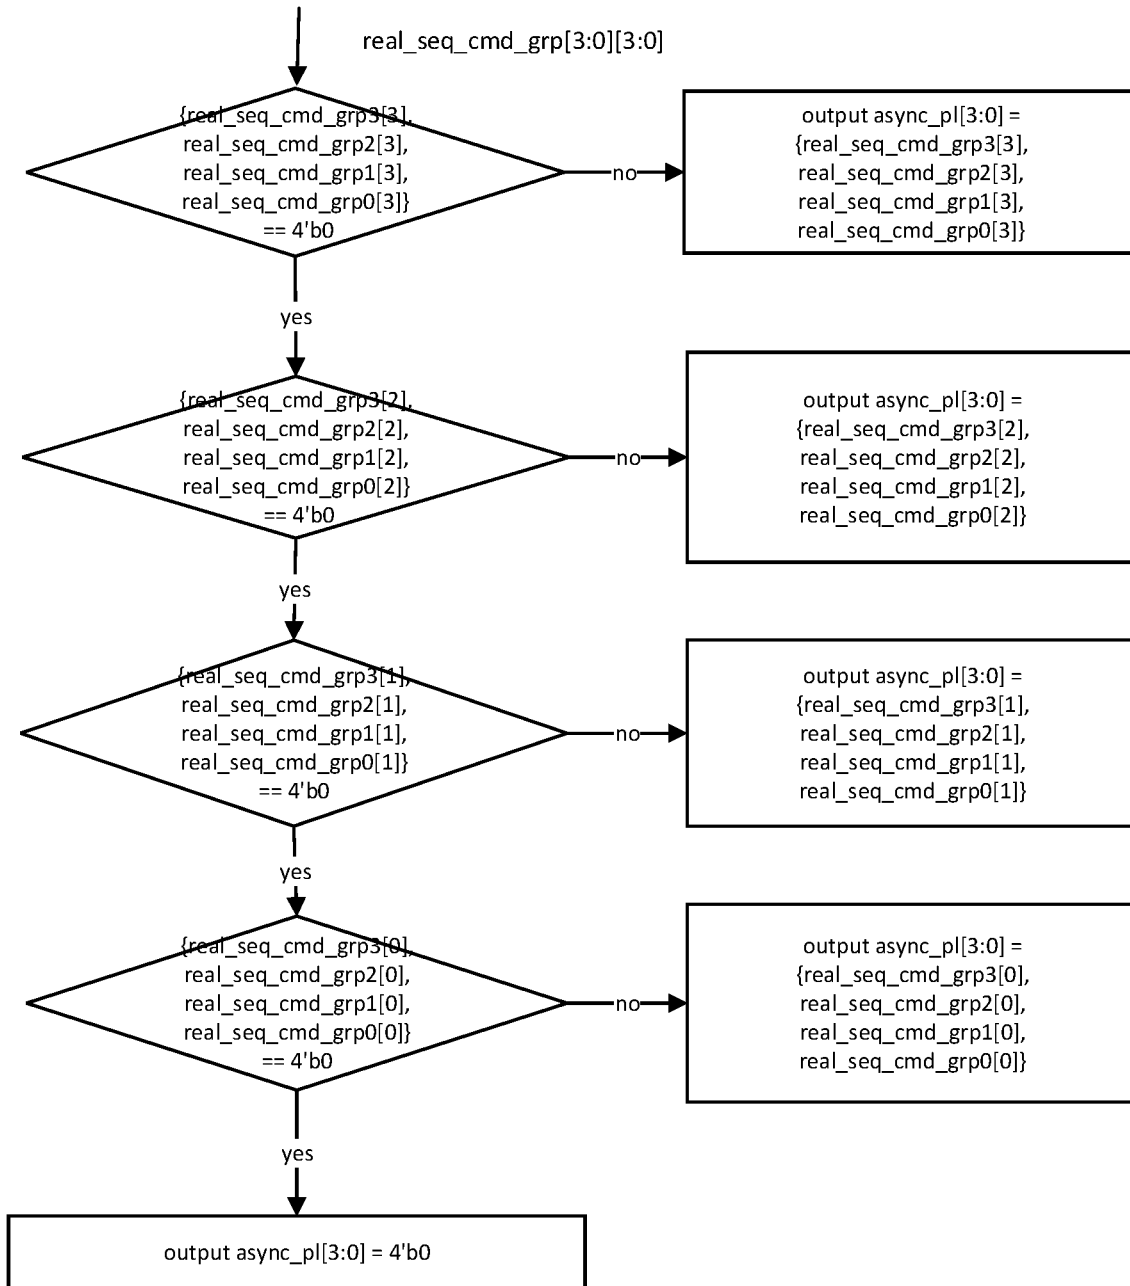 real_seq_cmd_grp[3:0][3:0]
{real_seq_cmd_grp3[3],
real_seq_cmd_grp2[3],
real_seq_cmd_grp1[3],
real_seq_cmd_grp0[3]}
== 4'b0
no
output async_pl[3:0] =
{real_seq_cmd_grp3[3],
real_seq_cmd_grp2[3],
real_seq_cmd_grp1[3],
real_seq_cmd_grp0[3]}
yes
{real_seq_cmd_grp3[2],
real_seq_cmd_grp2[2],
real_seq_cmd_grp1[2],
real_seq_cmd_grp0[2]}
== 4'b0
no
output async_pl[3:0] =
{real_seq_cmd_grp3[2],
real_seq_cmd_grp2[2],
real_seq_cmd_grp1[2],
real_seq_cmd_grp0[2]}
yes
{real_seq_cmd_grp3[1],
real_seq_cmd_grp2[1],
real_seq_cmd_grp1[1],
real_seq_cmd_grp0[1]}
== 4'b0
no
output async_pl[3:0] =
{real_seq_cmd_grp3[1],
real_seq_cmd_grp2[1],
real_seq_cmd_grp1[1],
real_seq_cmd_grp0[1]}
yes
{real_seq_cmd_grp3[0],
real_seq_cmd_grp2[0],
real_seq_cmd_grp1[0],
real_seq_cmd_grp0[0]}
== 4'b0
no
output async_pl[3:0] =
{real_seq_cmd_grp3[0],
real_seq_cmd_grp2[0],
real_seq_cmd_grp1[0],
real_seq_cmd_grp0[0]}
yes
output async_pl[3:0] = 4'b0